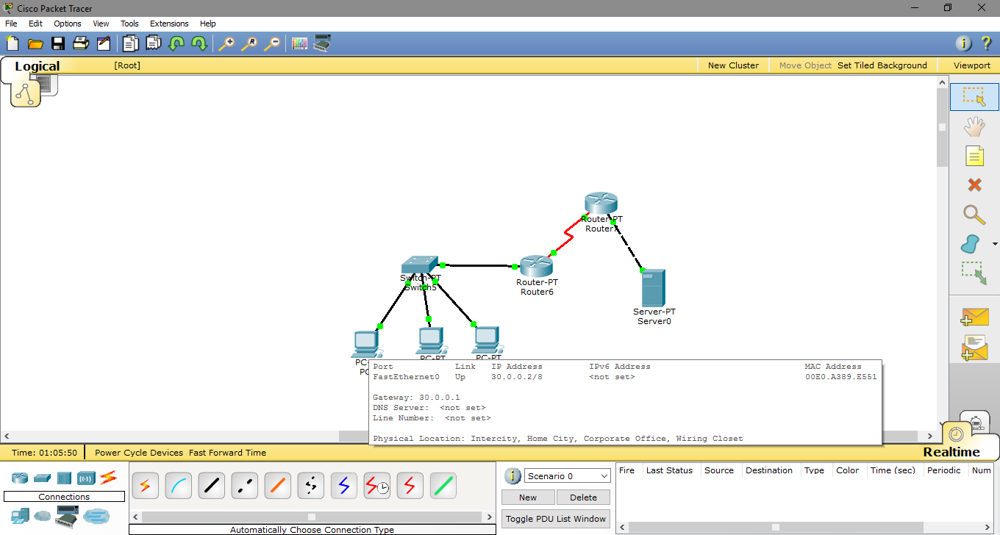 Cisco Packet Tracer
File Edit Options View Tools Extensions Help
Logical [Root] New Cluster Move Object Set Tiled Background Viewport
Router-PT
Router7
Switch-PT
Switch5
Router-PT
Router6
Server-PT
Server0
PC-PT PC-PT
Port Link IP Address IPv6 Address MAC Address
FastEthernet0 Up 30.0.0.2/8 <not set> 00E0.A389.E551
Gateway: 30.0.0.1
DNS Server: <not set>
Line Number: <not set>
Physical Location: Intercity, Home City, Corporate Office, Wiring Closet
Time: 01:05:50 Power Cycle Devices Fast Forward Time
Realtime
Connections
Automatically Choose Connection Type
Scenario 0
New Delete
Toggle PDU List Window
Fire Last Status Source Destination Type Color Time (sec) Periodic Num